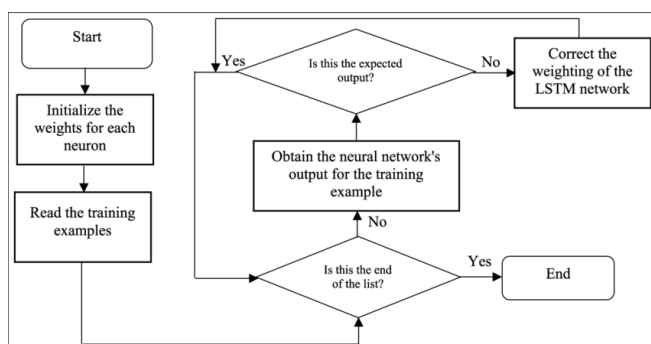 Start
Initialize the
weights for each
neuron
Read the training
examples
Yes
Is this the expected
output?
No
Correct the
weighting of the
LSTM network
Obtain the neural network's
output for the training
example
No
Is this the end
of the list?
Yes
End